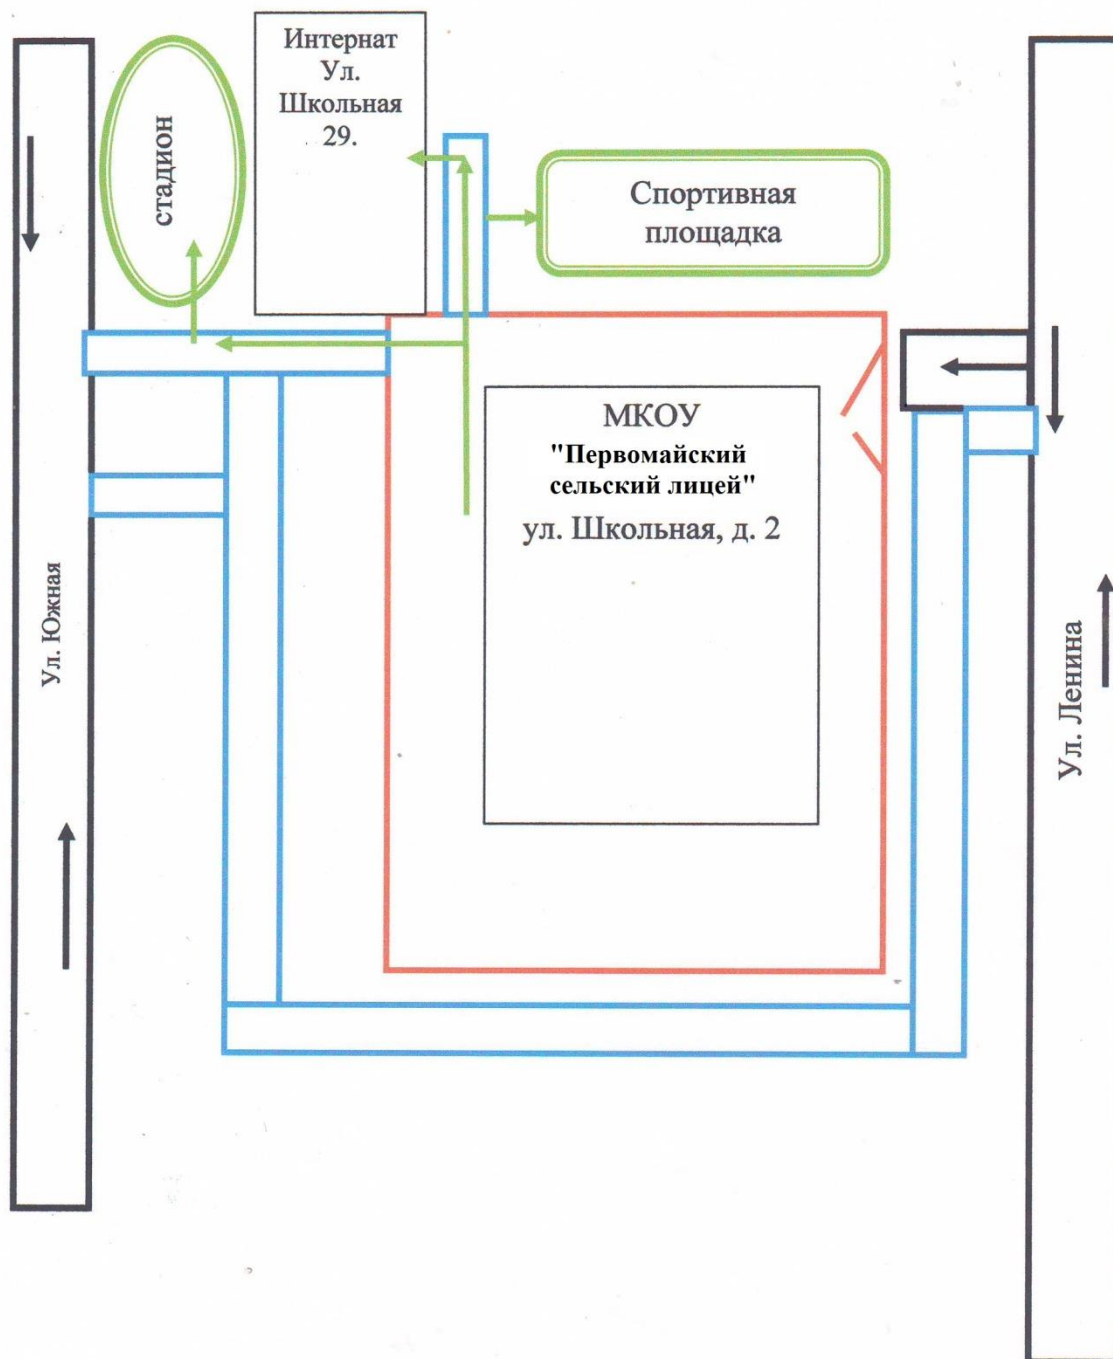 Интернат
Ул.
Школьная
29.
стадион
Спортивная
площадка
МКОУ
"Первомайский
сельский лицей"
ул. Школьная, д. 2
Ул. Южная
Ул. Ленина